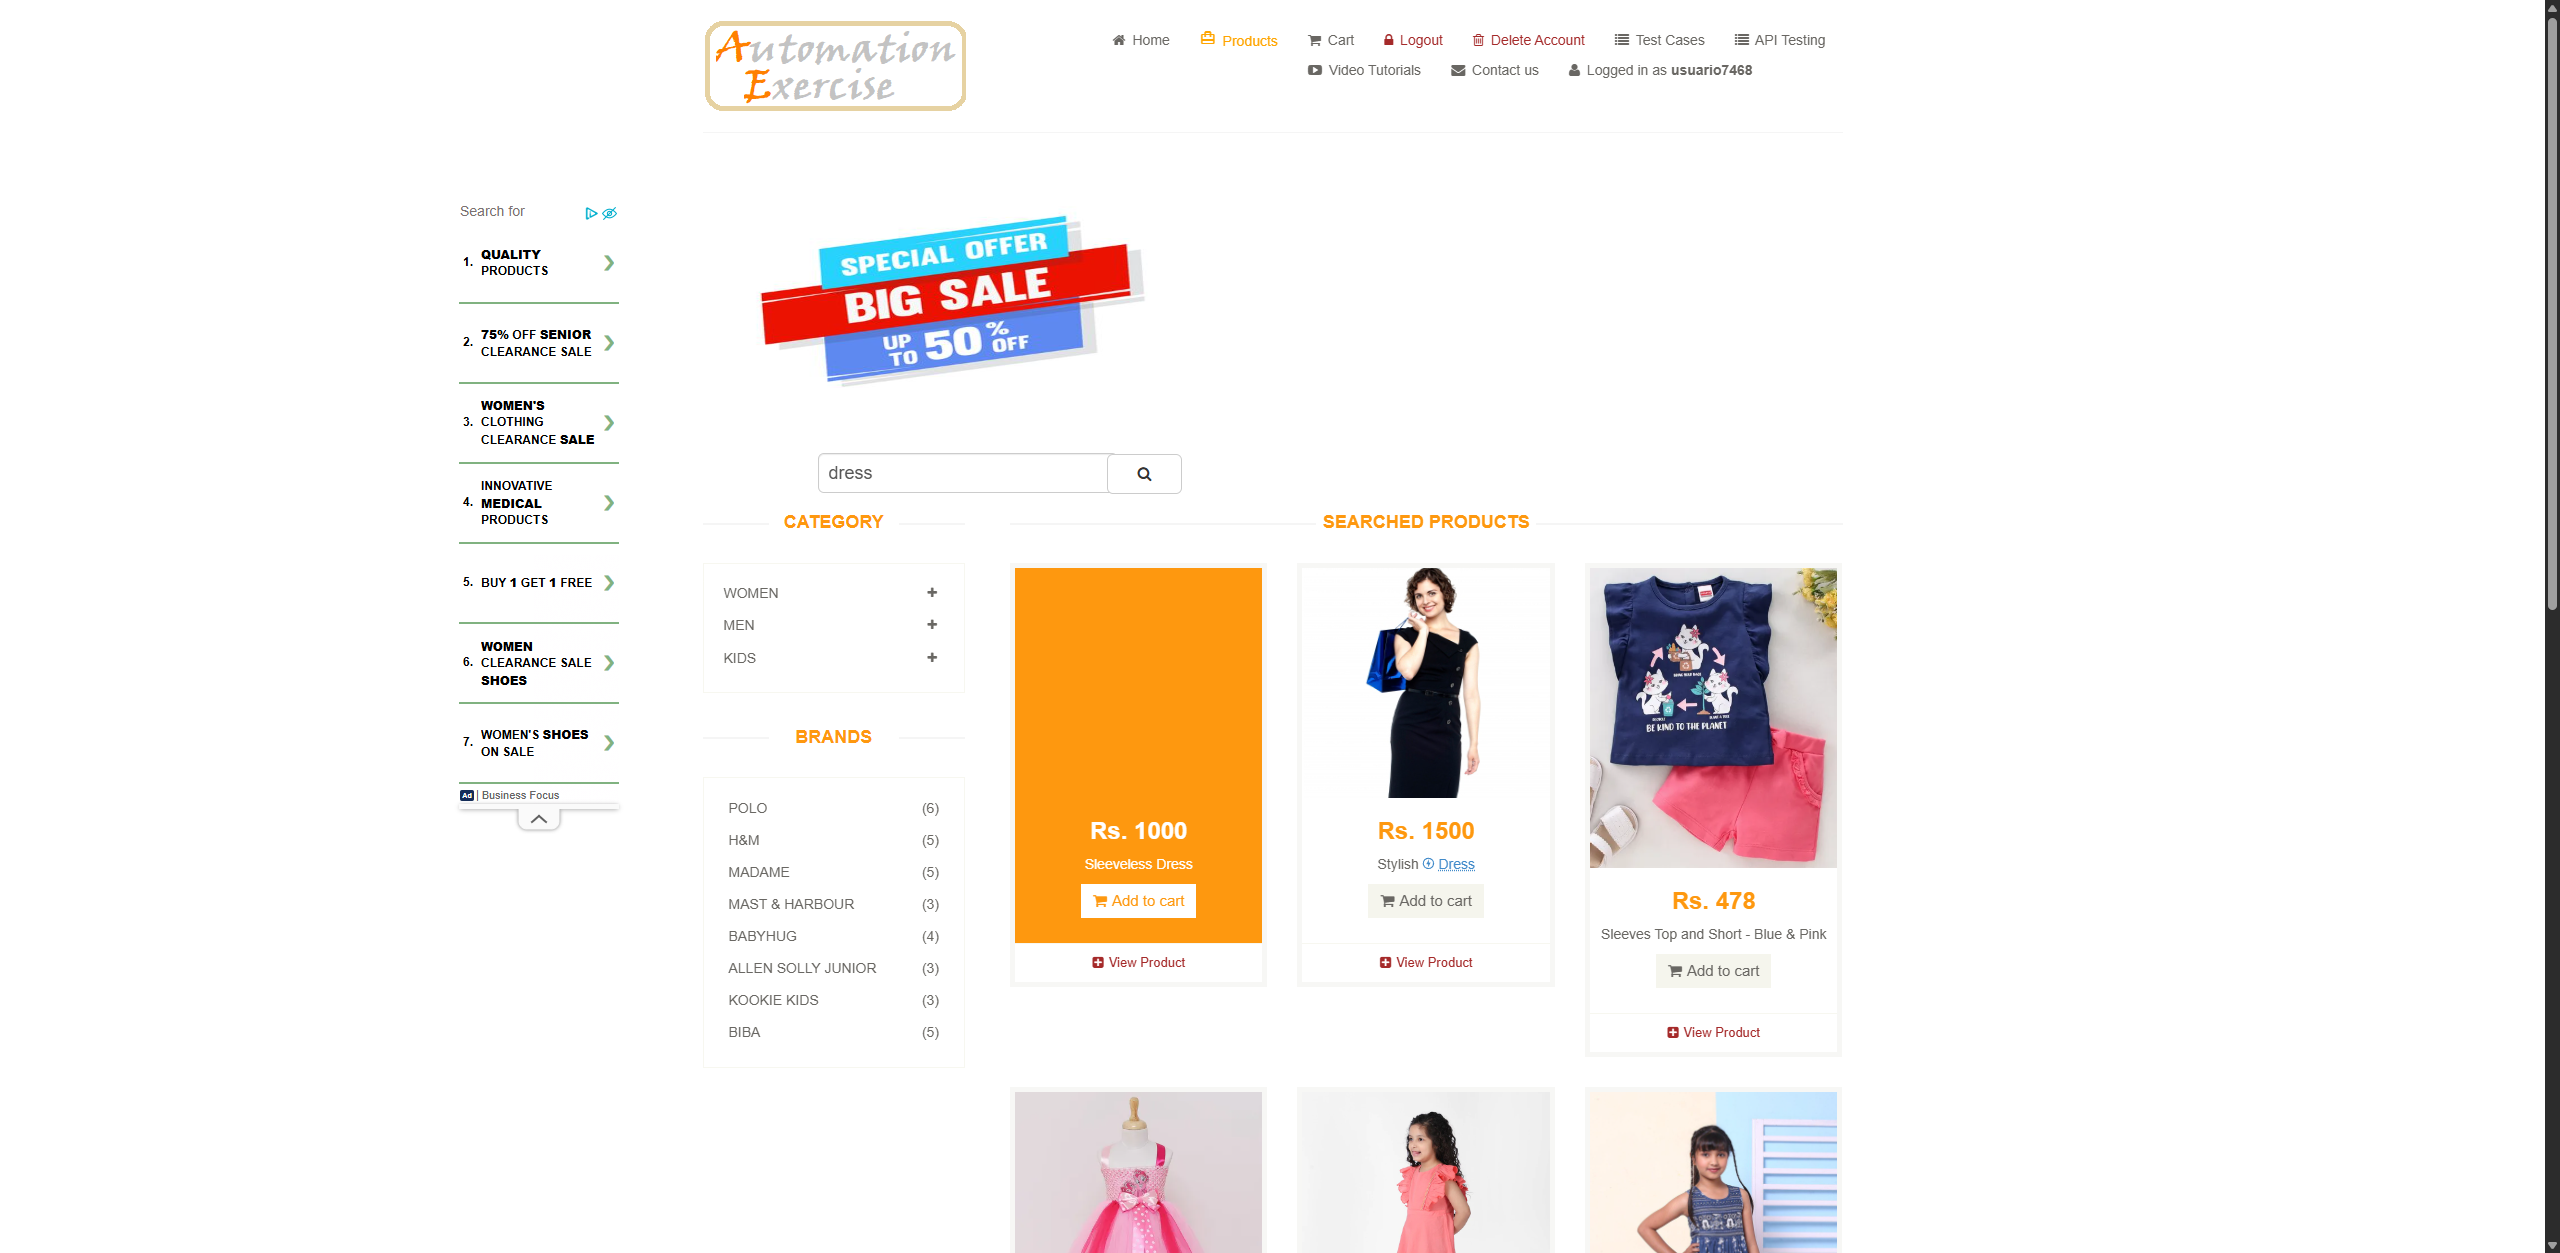 Automation
Exercise
Home
Products
Cart
Logout
Delete Account
Test Cases
API Testing
Video Tutorials
Contact us
Logged in as usuario7468
Search for
1. QUALITY
PRODUCTS
2. 75% OFF SENIOR
CLEARANCE SALE
3. WOMEN'S
CLOTHING
CLEARANCE SALE
4. INNOVATIVE
MEDICAL
PRODUCTS
5. BUY 1 GET 1 FREE
6. WOMEN
CLEARANCE SALE
SHOES
7. WOMEN'S SHOES
ON SALE
Ad | Business Focus
SPECIAL OFFER
BIG SALE
UP TO 50% OFF
dress
CATEGORY
WOMEN
MEN
KIDS
BRANDS
POLO (6)
H&M (5)
MADAME (5)
MAST & HARBOUR (3)
BABYHUG (4)
ALLEN SOLLY JUNIOR (3)
KOOKIE KIDS (3)
BIBA (5)
SEARCHED PRODUCTS
Rs. 1000
Sleeveless Dress
Add to cart
View Product
Rs. 1500
Stylish Dress
Add to cart
View Product
BE KIND TO THE PLANET
Rs. 478
Sleeves Top and Short - Blue & Pink
Add to cart
View Product